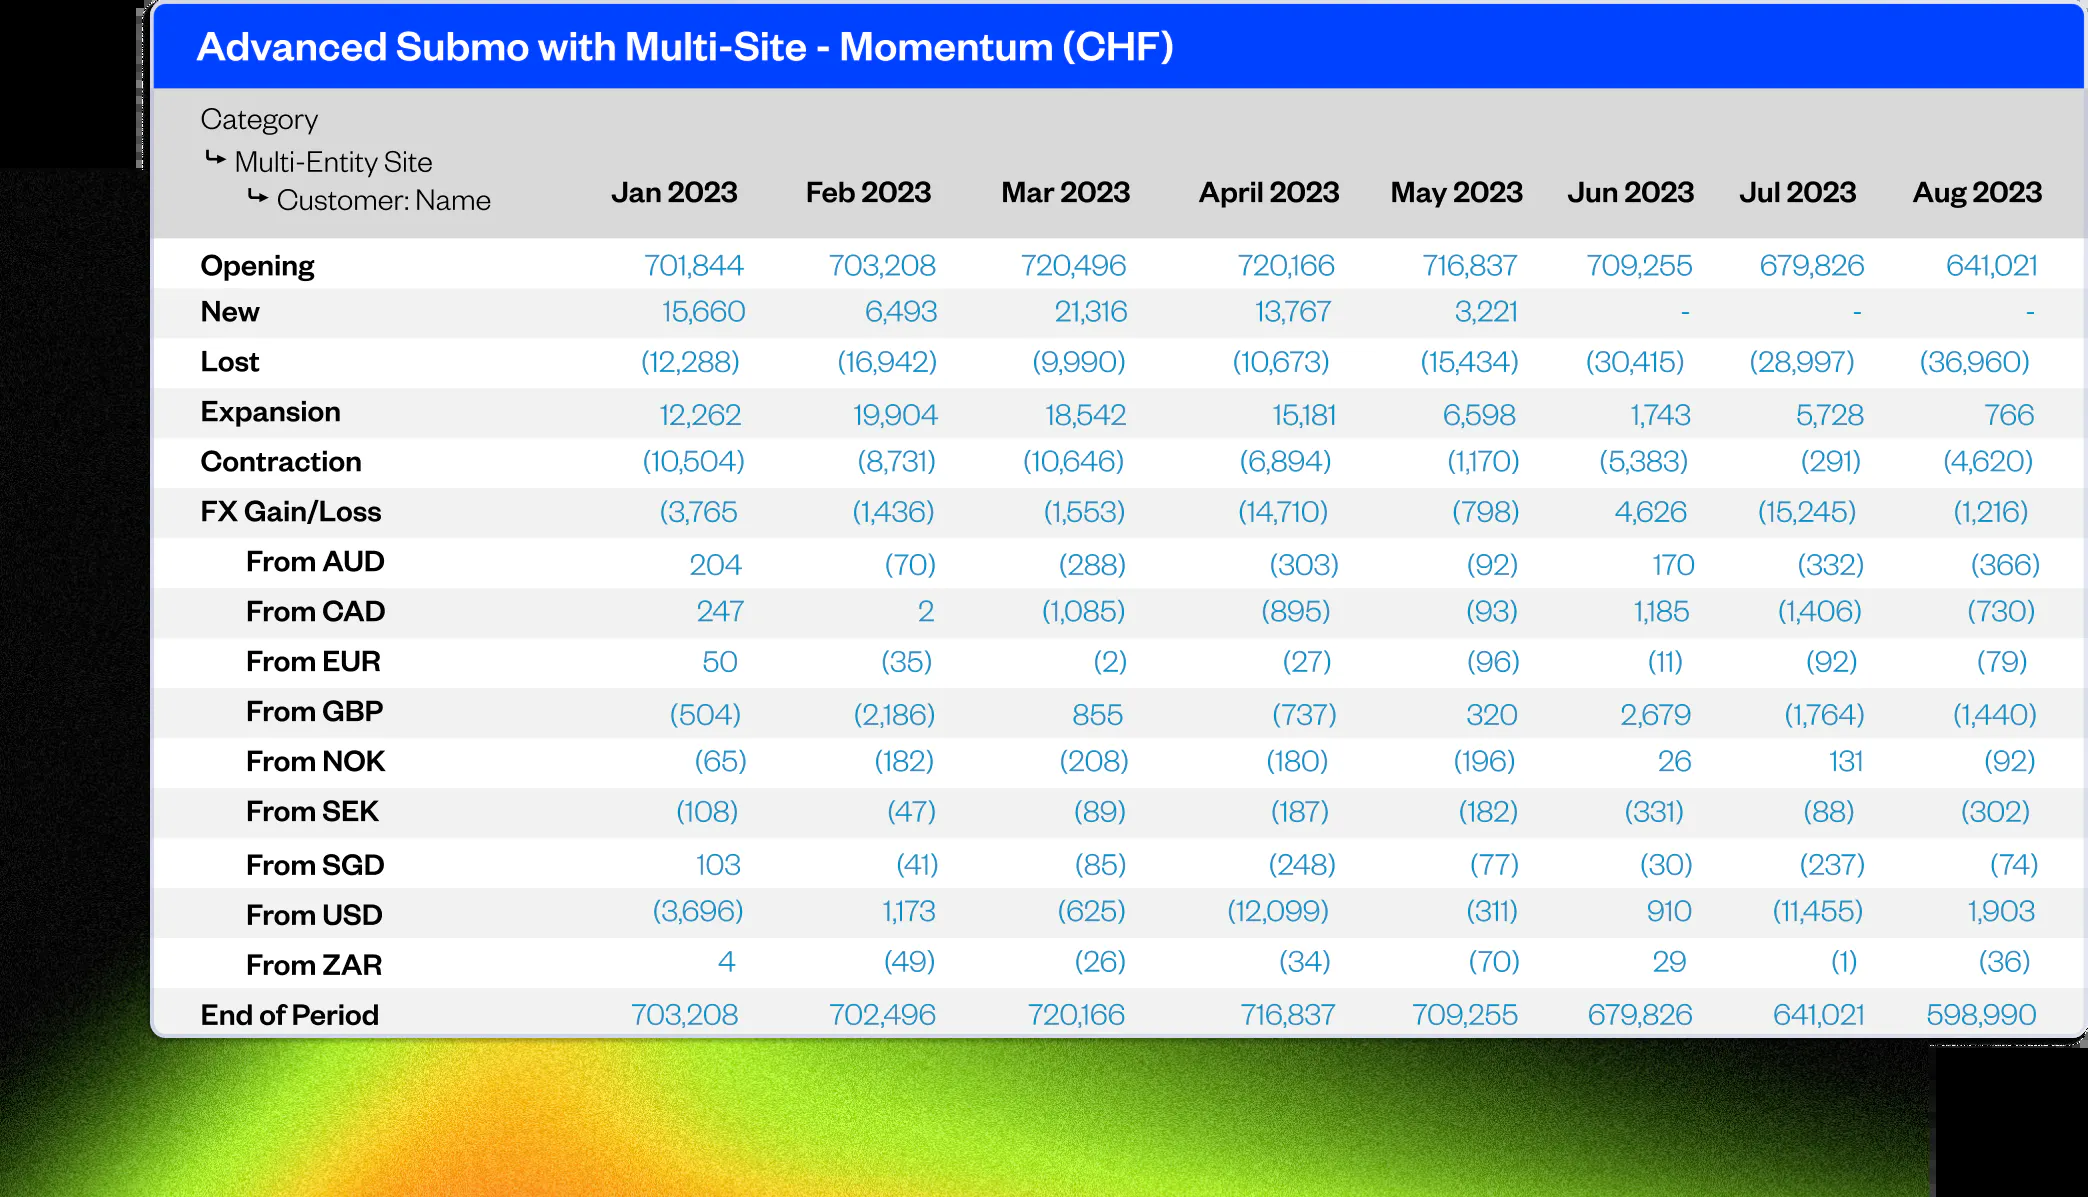 Advanced Submo with Multi-Site - Momentum (CHF)
Category
↳ Multi-Entity Site
↳ Customer: Name
Jan 2023 Feb 2023 Mar 2023 April 2023 May 2023 Jun 2023 Jul 2023 Aug 2023
Opening 701,844 703,208 720,496 720,166 716,837 709,255 679,826 641,021
New 15,660 6,493 21,316 13,767 3,221 - - -
Lost (12,288) (16,942) (9,990) (10,673) (15,434) (30,415) (28,997) (36,960)
Expansion 12,262 19,904 18,542 15,181 6,598 1,743 5,728 766
Contraction (10,504) (8,731) (10,646) (6,894) (1,170) (5,383) (291) (4,620)
FX Gain/Loss (3,765 (1,436) (1,553) (14,710) (798) 4,626 (15,245) (1,216)
From AUD 204 (70) (288) (303) (92) 170 (332) (366)
From CAD 247 2 (1,085) (895) (93) 1,185 (1,406) (730)
From EUR 50 (35) (2) (27) (96) (11) (92) (79)
From GBP (504) (2,186) 855 (737) 320 2,679 (1,764) (1,440)
From NOK (65) (182) (208) (180) (196) 26 131 (92)
From SEK (108) (47) (89) (187) (182) (331) (88) (302)
From SGD 103 (41) (85) (248) (77) (30) (237) (74)
From USD (3,696) 1,173 (625) (12,099) (311) 910 (11,455) 1,903
From ZAR 4 (49) (26) (34) (70) 29 (1) (36)
End of Period 703,208 702,496 720,166 716,837 709,255 679,826 641,021 598,990